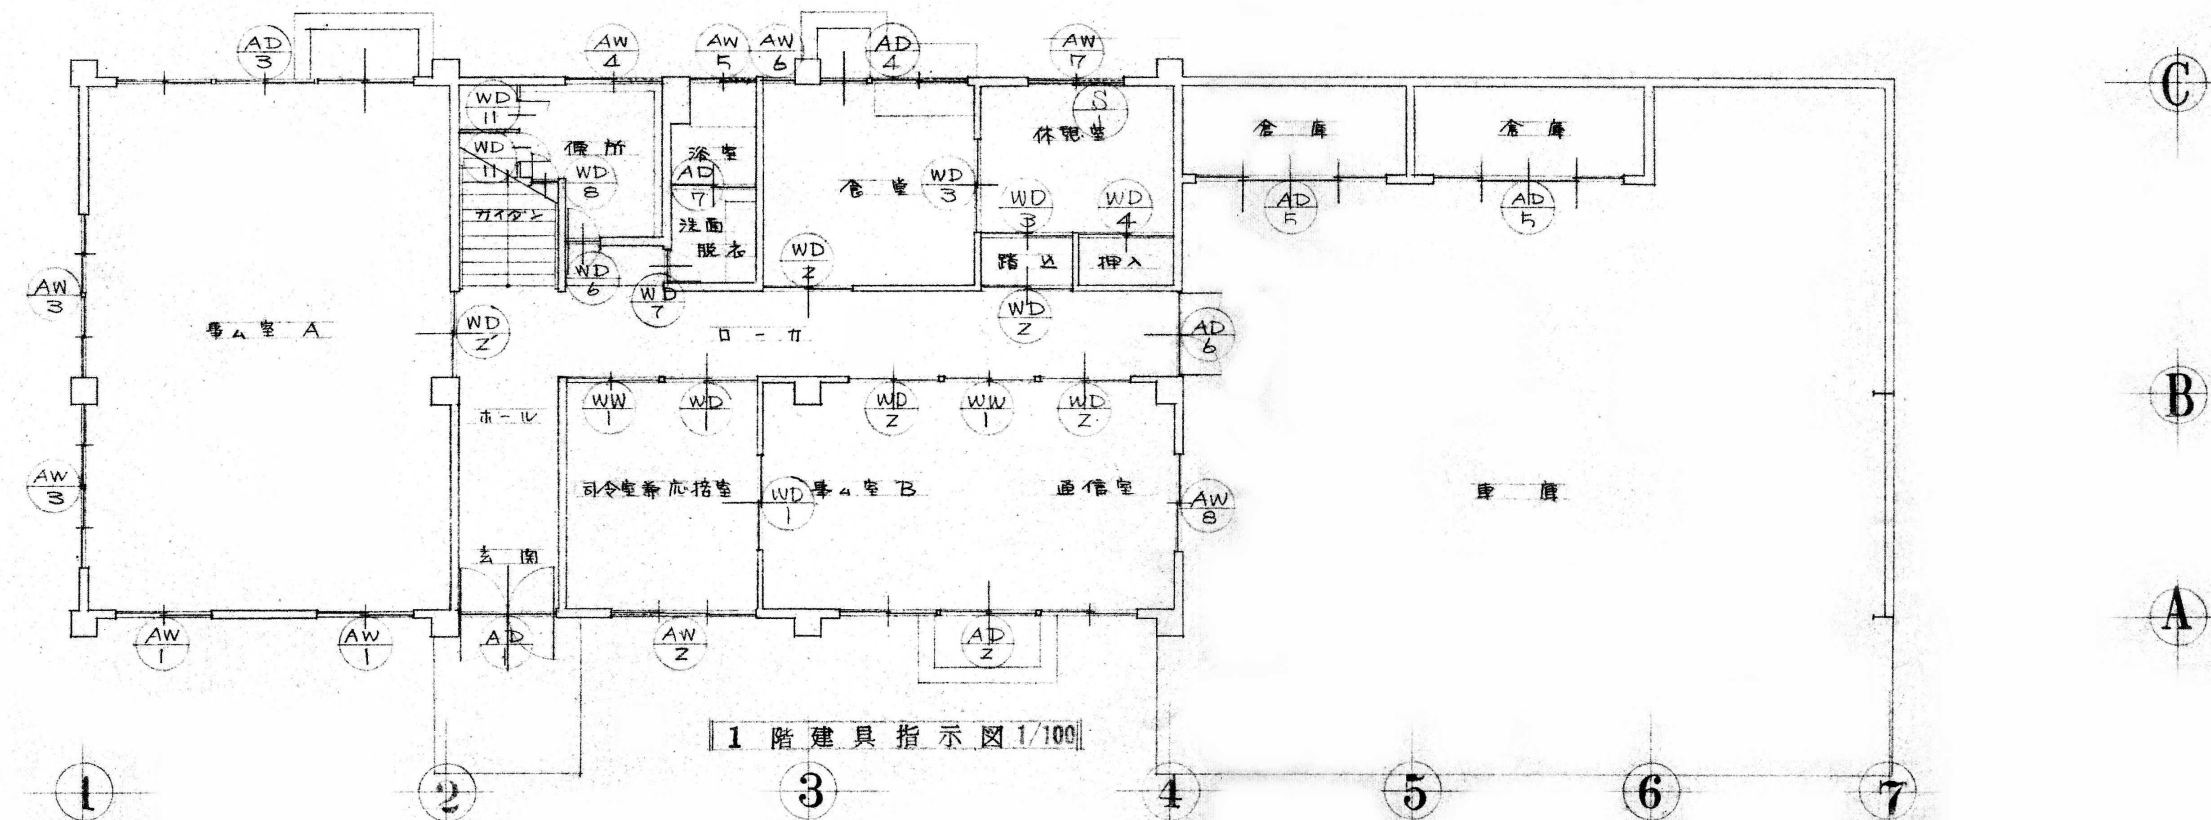 AD 3
AW 4
AW 5
AW 6
AD 4
AW 7
C
WD 11
S 1
休憩室
倉庫
倉庫
WD 11
便所
WD 8
浴室
AD 7
食堂
WD 3
WD 3
WD 4
AD 5
AD 5
カイダン
洗面
脱衣
WD 2
踏込
押入
WD 6
WD 7
AW 3
事ム室 A
WD 2'
ローカ
WD 2
AD 6
B
ホール
WW 1
WD 1
WD 2
WW 1
WD 2
AW 3
司令室兼応接室
WD 1
事ム室 B
通信室
AW 8
車庫
玄関
A
AW 1
AW 1
AD 1
AW 2
AD 2
1階建具指示図 1/100
1
2
3
4
5
6
7